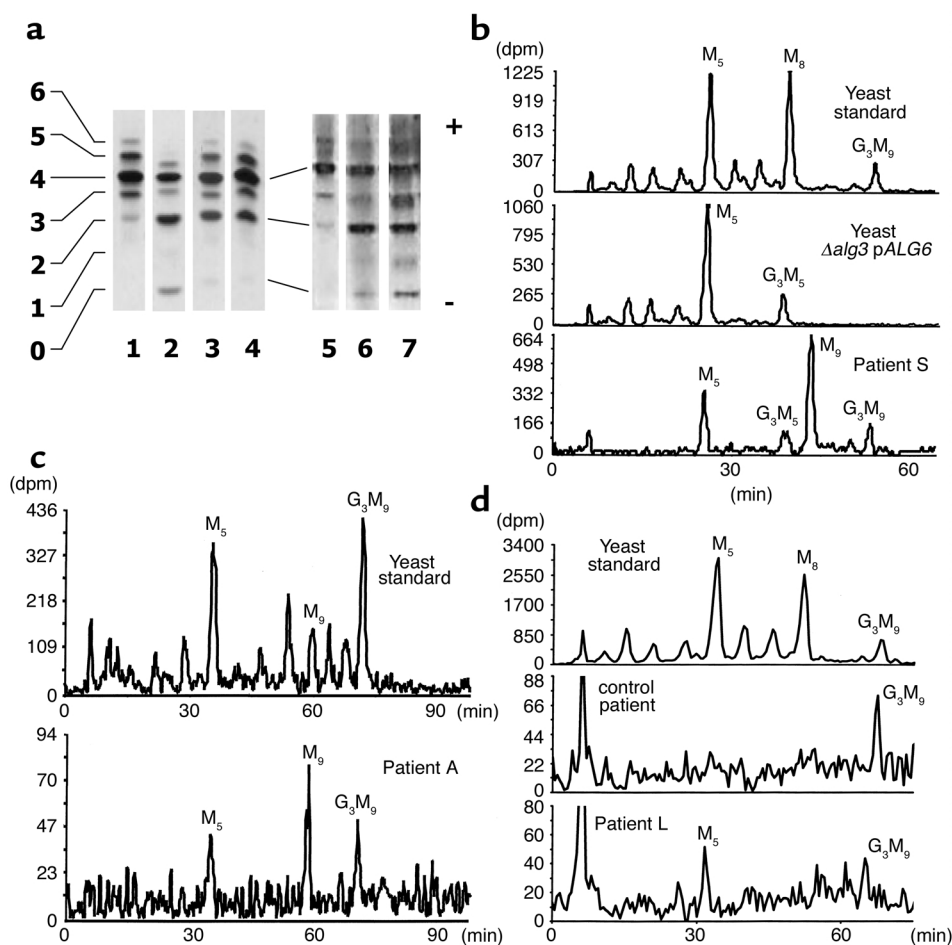 a
6
5
4
3
2
1
0
+
-
1 2 3 4 5 6 7
b
(dpm)
1225
919
613
307
0
M5
M8
Yeast
standard
G3M9
1060
795
530
265
0
M5
Yeast
Δalg3 pALG6
G3M5
664
498
332
166
0
M5
M9
Patient S
G3M5
G3M9
0 30 60
(min)
c
(dpm)
436
327
218
109
0
M5
G3M9
Yeast
standard
M9
0 30 60 90 (min)
94
70
47
23
0
M9
Patient A
M5
G3M9
0 30 60 90 (min)
d
(dpm)
3400
2550
1700
850
0
Yeast
standard
M5
M8
G3M9
88
66
44
22
0
control
patient
G3M9
80
60
40
20
0
Patient L
M5
G3M9
0 30 60 (min)